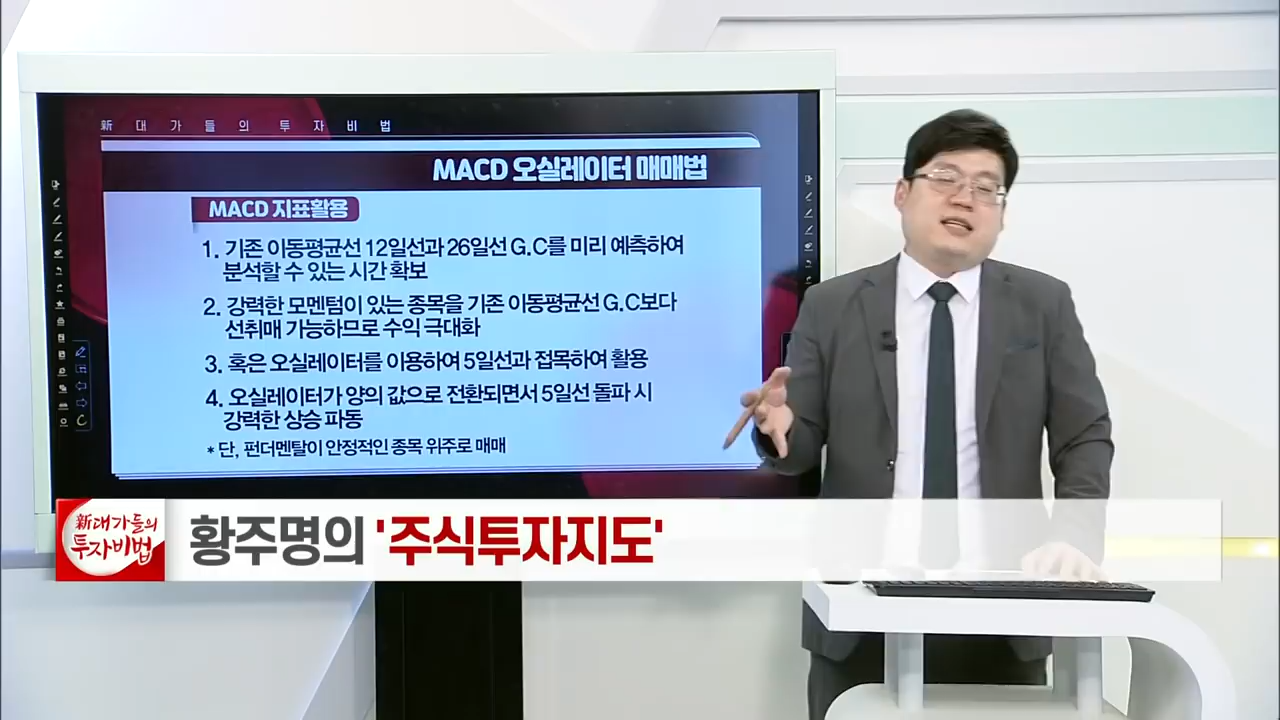 新 대 가 들 의 투 자 비 법
MACD 오실레이터 매매법
MACD 지표활용
1. 기존 이동평균선 12일선과 26일선 G.C를 미리 예측하여
분석할 수 있는 시간 확보
2. 강력한 모멘텀이 있는 종목을 기존 이동평균선 G.C보다
선취매 가능하므로 수익 극대화
3. 혹은 오실레이터를 이용하여 5일선과 접목하여 활용
4. 오실레이터가 양의 값으로 전환되면서 5일선 돌파 시
강력한 상승 파동
* 단, 펀더멘탈이 안정적인 종목 위주로 매매
新대가들의
투자비법
황주명의 '주식투자지도'